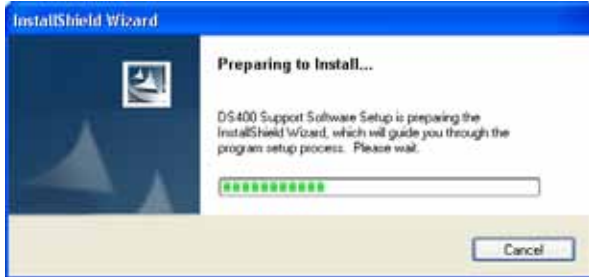 InstallShield Wizard
Preparing to Install...
DS400 Support Software Setup is preparing the
InstallShield Wizard, which will guide you through the
program setup process. Please wait.
Cancel